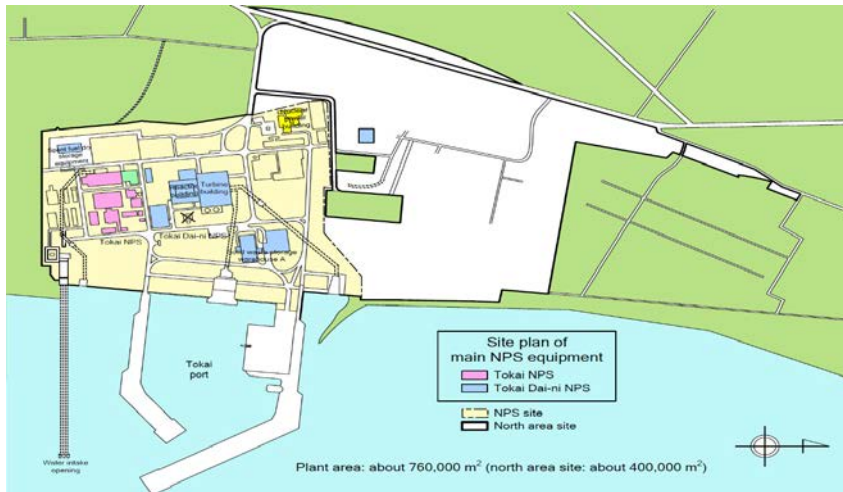 Spent fuel dry
storage
equipment
building
Reactor
building
Turbine
building
Tokai NPS
Tokai Dai-ni NPS
Tokai
port
Water intake
opening
Site plan of
main NPS equipment
Tokai NPS
Tokai Dai-ni NPS
NPS site
North area site
Plant area: about 760,000 m² (north area site: about 400,000 m²)